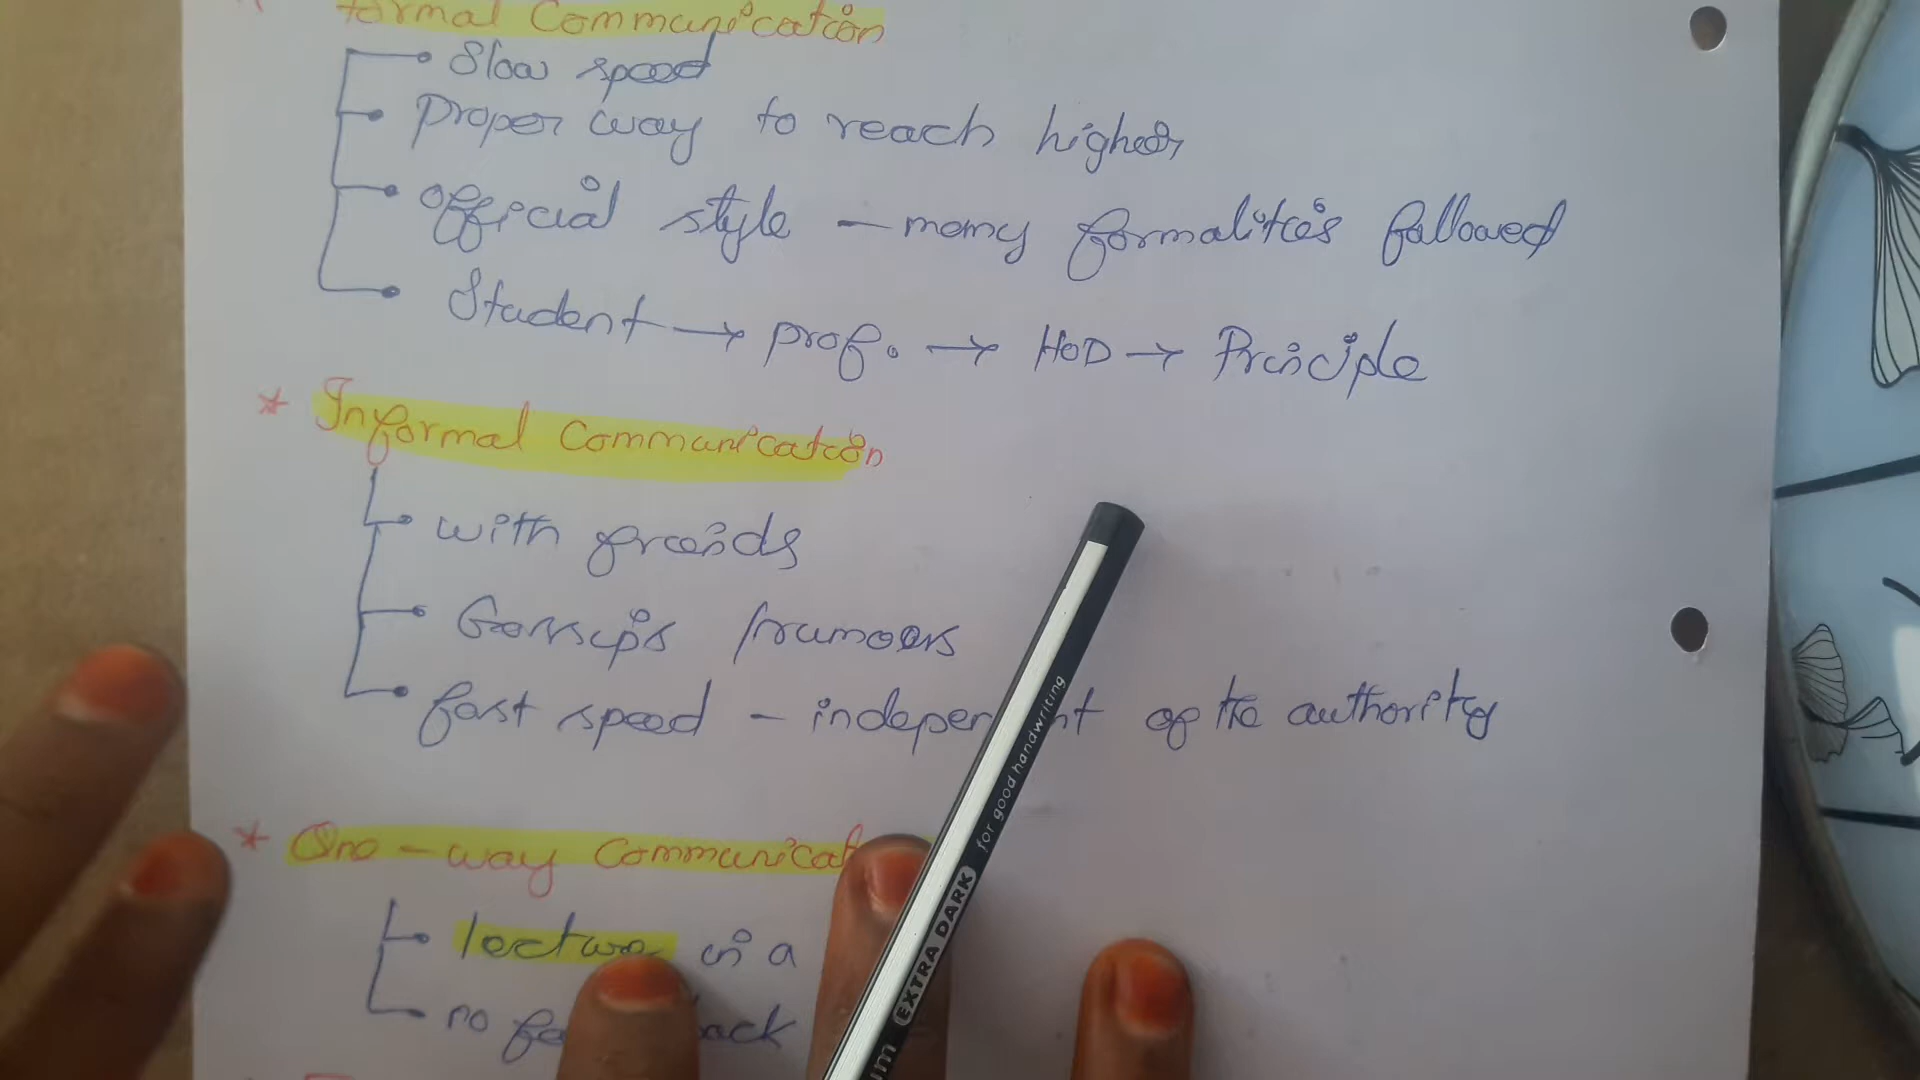 formal Communication
Slow speed
Proper way to reach higher
official style - many formalities followed
Student → prof. → HOD → Principle
* Informal Communication
with friends
Gossips /rumours
fast speed - independent of the authority
* One-way Communicat
lecture in a
no feedback
for good handwriting
EXTRA DARK